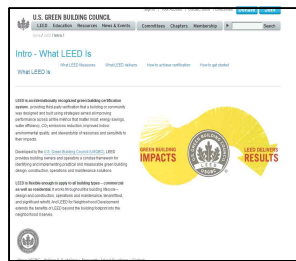 U.S. GREEN BUILDING COUNCIL
LEED Education Resources News & Events Committees Chapters Membership Search
Intro - What LEED Is
What LEED Measures What LEED delivers How to achieve certification How to get started
What LEED Is
LEED is an internationally recognized green building certification
system, providing third-party verification that a building or community
was designed and built using strategies aimed at improving
performance across all the metrics that matter most: energy savings,
water efficiency, CO2 emissions reduction, improved indoor
environmental quality, and stewardship of resources and sensitivity to
their impacts.
Developed by the U.S. Green Building Council (USGBC), LEED
provides building owners and operators a concise framework for
identifying and implementing practical and measurable green building
design, construction, operations and maintenance solutions.
LEED is flexible enough to apply to all building types – commercial
as well as residential. It works throughout the building lifecycle –
design and construction, operations and maintenance, tenant fitout,
and significant retrofit. And LEED for Neighborhood Development
extends the benefits of LEED beyond the building footprint into the
neighborhood it serves.
GREEN BUILDING
IMPACTS
LEED DELIVERS
RESULTS
USGBC